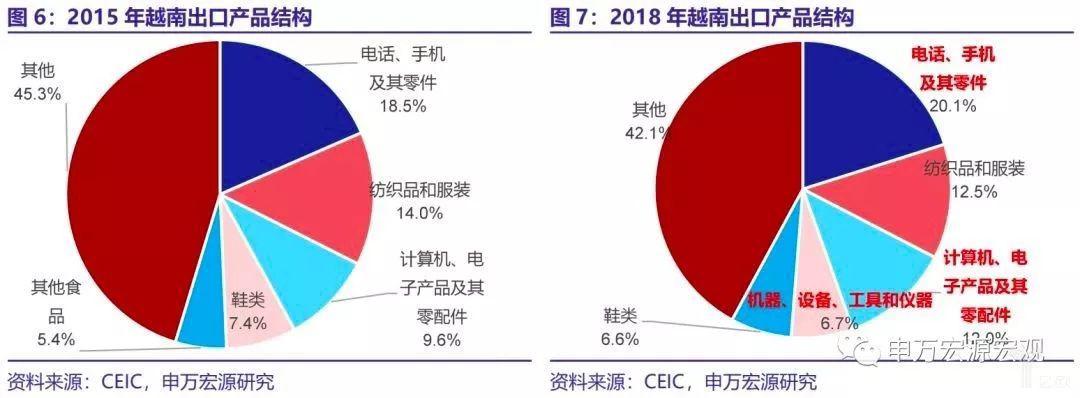 图 6：2015 年越南出口产品结构
其他
45.3%
电话、手机
及其零件
18.5%
纺织品和服装
14.0%
计算机、电
子产品及其
零配件
9.6%
鞋类
7.4%
其他食
品
5.4%
资料来源：CEIC，申万宏源研究
图 7：2018 年越南出口产品结构
其他
42.1%
电话、手机
及其零件
20.1%
纺织品和服装
12.5%
计算机、电
子产品及其
零配件
12.0%
机器、设备、工具和仪器
6.7%
鞋类
6.6%
申万宏源宏观
资料来源：CEIC，申万宏源研究
亿欧